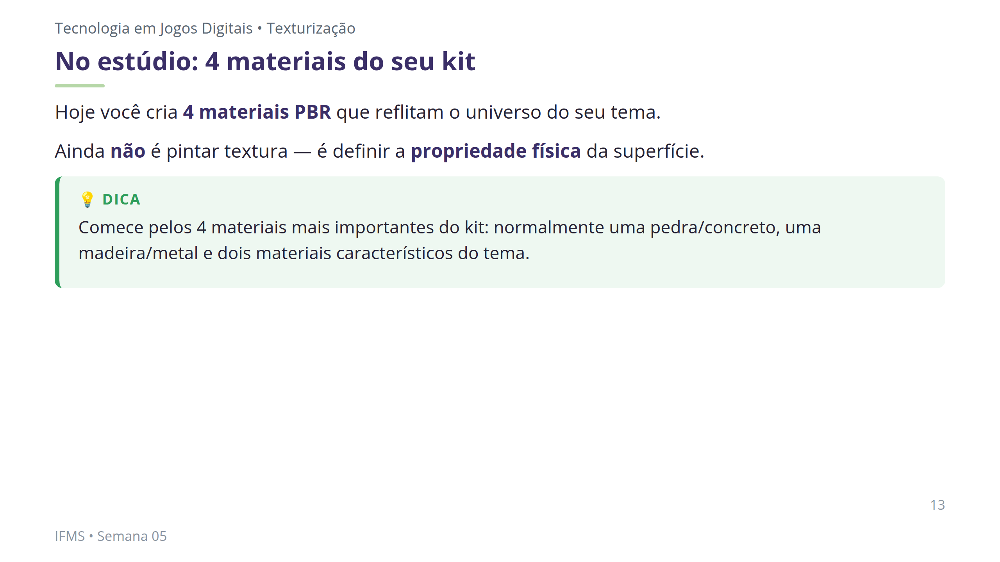 Tecnologia em Jogos Digitais • Texturização
No estúdio: 4 materiais do seu kit
Hoje você cria 4 materiais PBR que reflitam o universo do seu tema.
Ainda não é pintar textura — é definir a propriedade física da superfície.
💡 DICA
Comece pelos 4 materiais mais importantes do kit: normalmente uma pedra/concreto, uma
madeira/metal e dois materiais característicos do tema.
13
IFMS • Semana 05